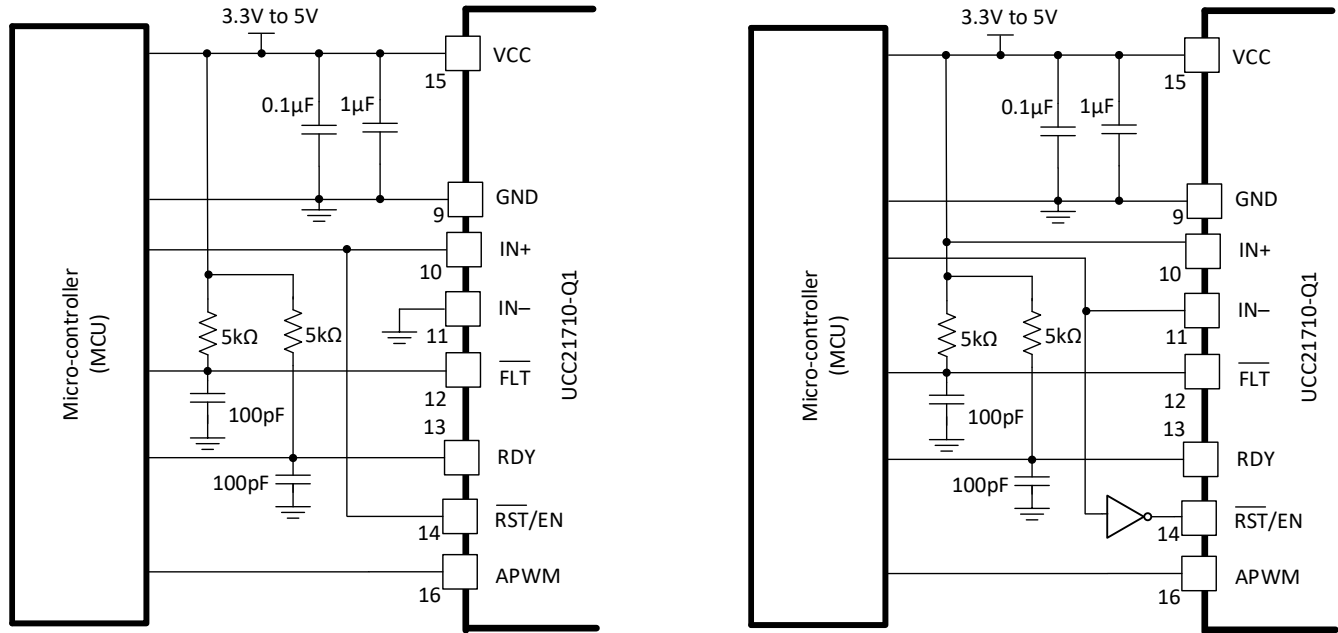 3.3V to 5V
VCC
15
0.1µF
1µF
GND
9
IN+
10
IN–
11
5kΩ
5kΩ
FLT
12
100pF
13
RDY
100pF
RST/EN
14
APWM
16
Micro-controller
(MCU)
UCC21710-Q1
3.3V to 5V
VCC
15
0.1µF
1µF
GND
9
IN+
10
IN–
11
5kΩ
5kΩ
FLT
12
100pF
13
RDY
100pF
RST/EN
14
APWM
16
Micro-controller
(MCU)
UCC21710-Q1